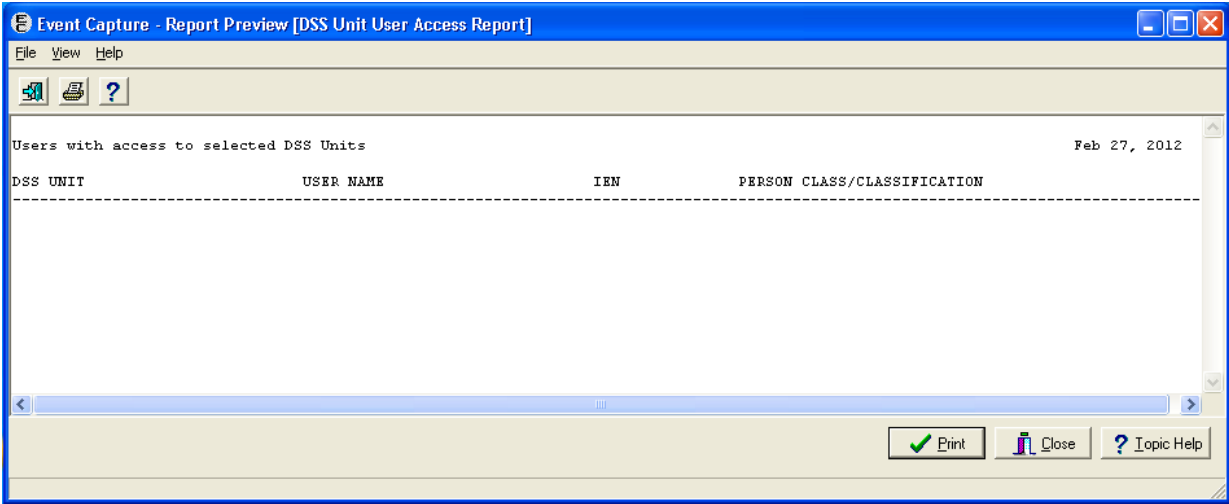 Event Capture - Report Preview [DSS Unit User Access Report]
File View Help
Users with access to selected DSS Units Feb 27, 2012
DSS UNIT USER NAME IEN PERSON CLASS/CLASSIFICATION
Print Close Topic Help